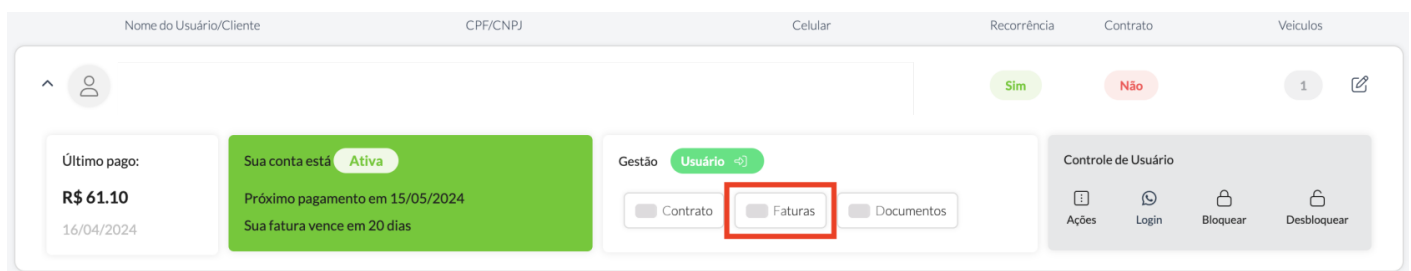 Nome do Usuário/Cliente CPF/CNPJ Celular Recorrência Contrato Veiculos
Sim Não 1
Último pago:
R$ 61.10
16/04/2024
Sua conta está Ativa
Próximo pagamento em 15/05/2024
Sua fatura vence em 20 dias
Gestão Usuário
Contrato Faturas Documentos
Controle de Usuário
Ações Login Bloquear Desbloquear